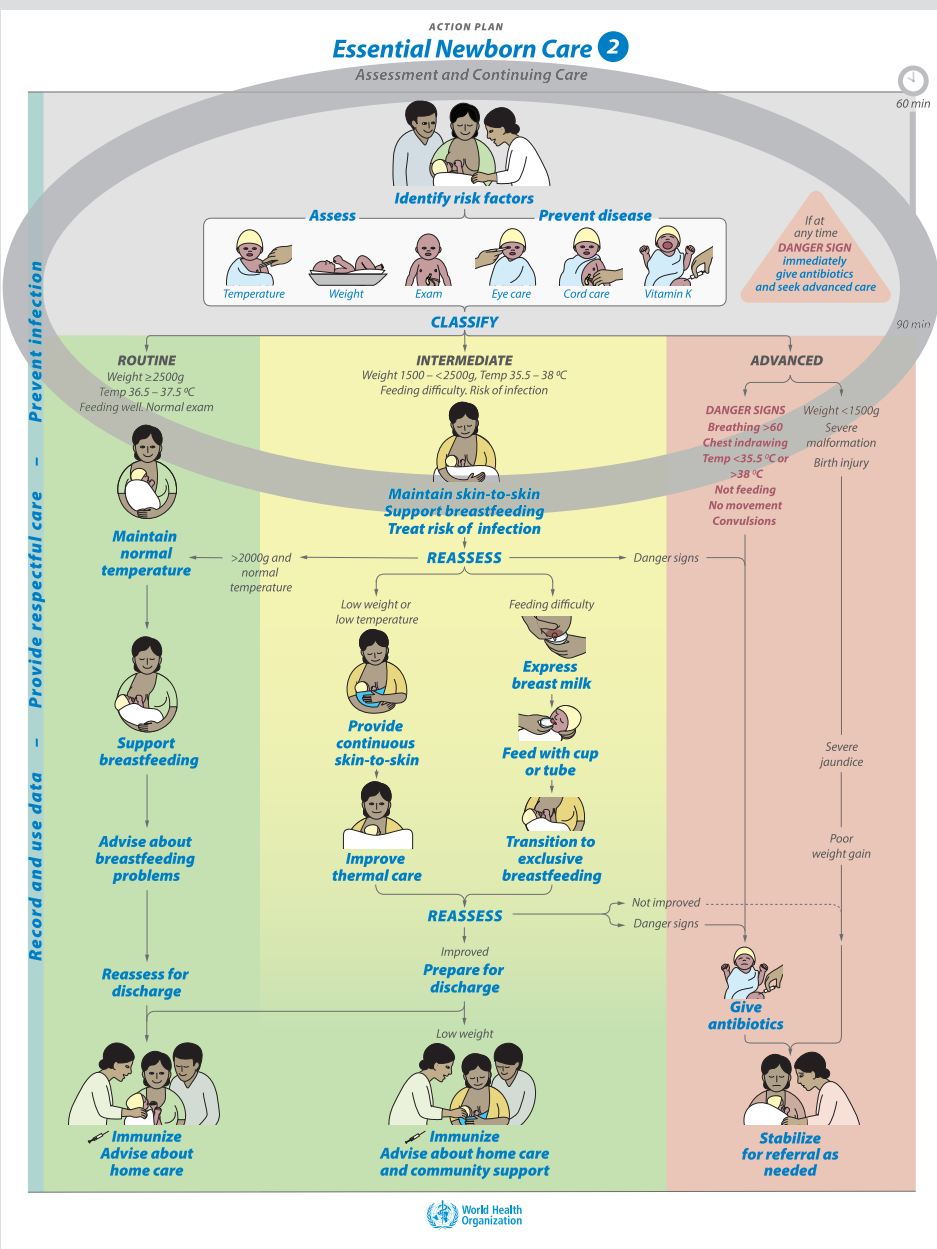 ACTION PLAN
Essential Newborn Care 2
Assessment and Continuing Care
60 min
Identify risk factors
Assess
Prevent disease
Temperature
Weight
Exam
Eye care
Cord care
Vitamin K
If at
any time
DANGER SIGN
immediately
give antibiotics
and seek advanced care
CLASSIFY
90 min
Prevent infection
–
Provide respectful care
–
Record and use data
ROUTINE
Weight ≥2500g
Temp 36.5 – 37.5 ºC
Feeding well. Normal exam
Maintain
normal
temperature
Support
breastfeeding
Advise about
breastfeeding
problems
Reassess for
discharge
Immunize
Advise about
home care
INTERMEDIATE
Weight 1500 – <2500g, Temp 35.5 – 38 ºC
Feeding difficulty. Risk of infection
Maintain skin-to-skin
Support breastfeeding
Treat risk of infection
REASSESS
>2000g and
normal
temperature
Danger signs
Low weight or
low temperature
Provide
continuous
skin-to-skin
Improve
thermal care
Feeding difficulty
Express
breast milk
Feed with cup
or tube
Transition to
exclusive
breastfeeding
REASSESS
Not improved
Danger signs
Improved
Prepare for
discharge
Low weight
Immunize
Advise about home care
and community support
ADVANCED
DANGER SIGNS
Breathing >60
Chest indrawing
Temp <35.5 ºC or
>38 ºC
Not feeding
No movement
Convulsions
Weight <1500g
Severe
malformation
Birth injury
Severe
jaundice
Poor
weight gain
Give
antibiotics
Stabilize
for referral as
needed
World Health
Organization